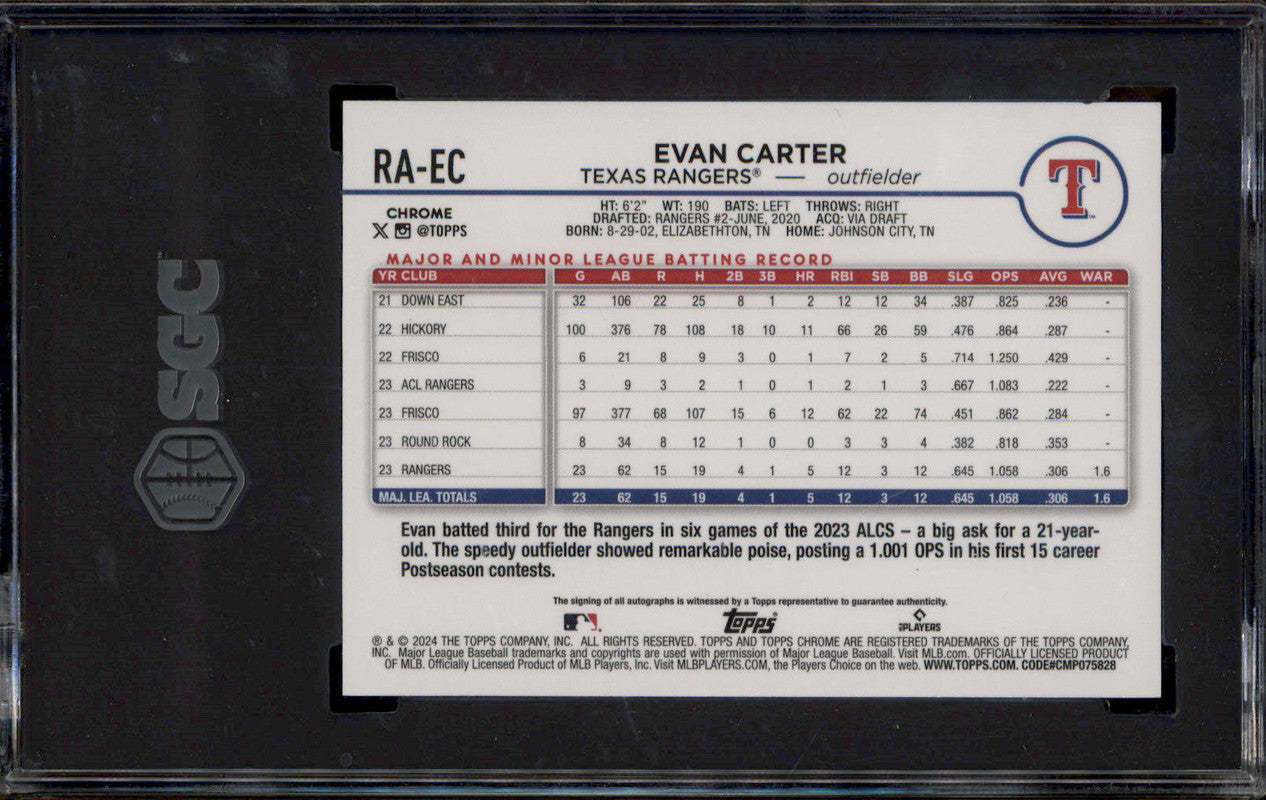 SGC
RA-EC
EVAN CARTER
TEXAS RANGERS® — outfielder
T
CHROME
X @TOPPS
HT: 6'2" WT: 190 BATS: LEFT THROWS: RIGHT
DRAFTED: RANGERS #2-JUNE, 2020 ACQ: VIA DRAFT
BORN: 8-29-02, ELIZABETHTON, TN HOME: JOHNSON CITY, TN
MAJOR AND MINOR LEAGUE BATTING RECORD
YR CLUB G AB R H 2B 3B HR RBI SB BB SLG OPS AVG WAR
21 DOWN EAST 32 106 22 25 8 1 2 12 12 34 .387 .825 .236 -
22 HICKORY 100 376 78 108 18 10 11 66 26 59 .476 .864 .287 -
22 FRISCO 6 21 8 9 3 0 1 7 2 5 .714 1.250 .429 -
23 ACL RANGERS 3 9 3 2 1 0 1 2 1 3 .667 1.083 .222 -
23 FRISCO 97 377 68 107 15 6 12 62 22 74 .451 .862 .284 -
23 ROUND ROCK 8 34 8 12 1 0 0 3 3 4 .382 .818 .353 -
23 RANGERS 23 62 15 19 4 1 5 12 3 12 .645 1.058 .306 1.6
MAJ. LEA. TOTALS 23 62 15 19 4 1 5 12 3 12 .645 1.058 .306 1.6
Evan batted third for the Rangers in six games of the 2023 ALCS – a big ask for a 21-year-
old. The speedy outfielder showed remarkable poise, posting a 1.001 OPS in his first 15 career
Postseason contests.
The signing of all autographs is witnessed by a Topps representative to guarantee authenticity.
Topps®
PLAYERS
® & © 2024 THE TOPPS COMPANY, INC. ALL RIGHTS RESERVED. TOPPS AND TOPPS CHROME ARE REGISTERED TRADEMARKS OF THE TOPPS COMPANY,
INC. Major League Baseball trademarks and copyrights are used with permission of Major League Baseball. Visit MLB.com. OFFICIALLY LICENSED PRODUCT
OF MLB. Officially Licensed Product of MLB Players, Inc. Visit MLBPLAYERS.COM, the Players Choice on the web. WWW.TOPPS.COM. CODE#CMP075828